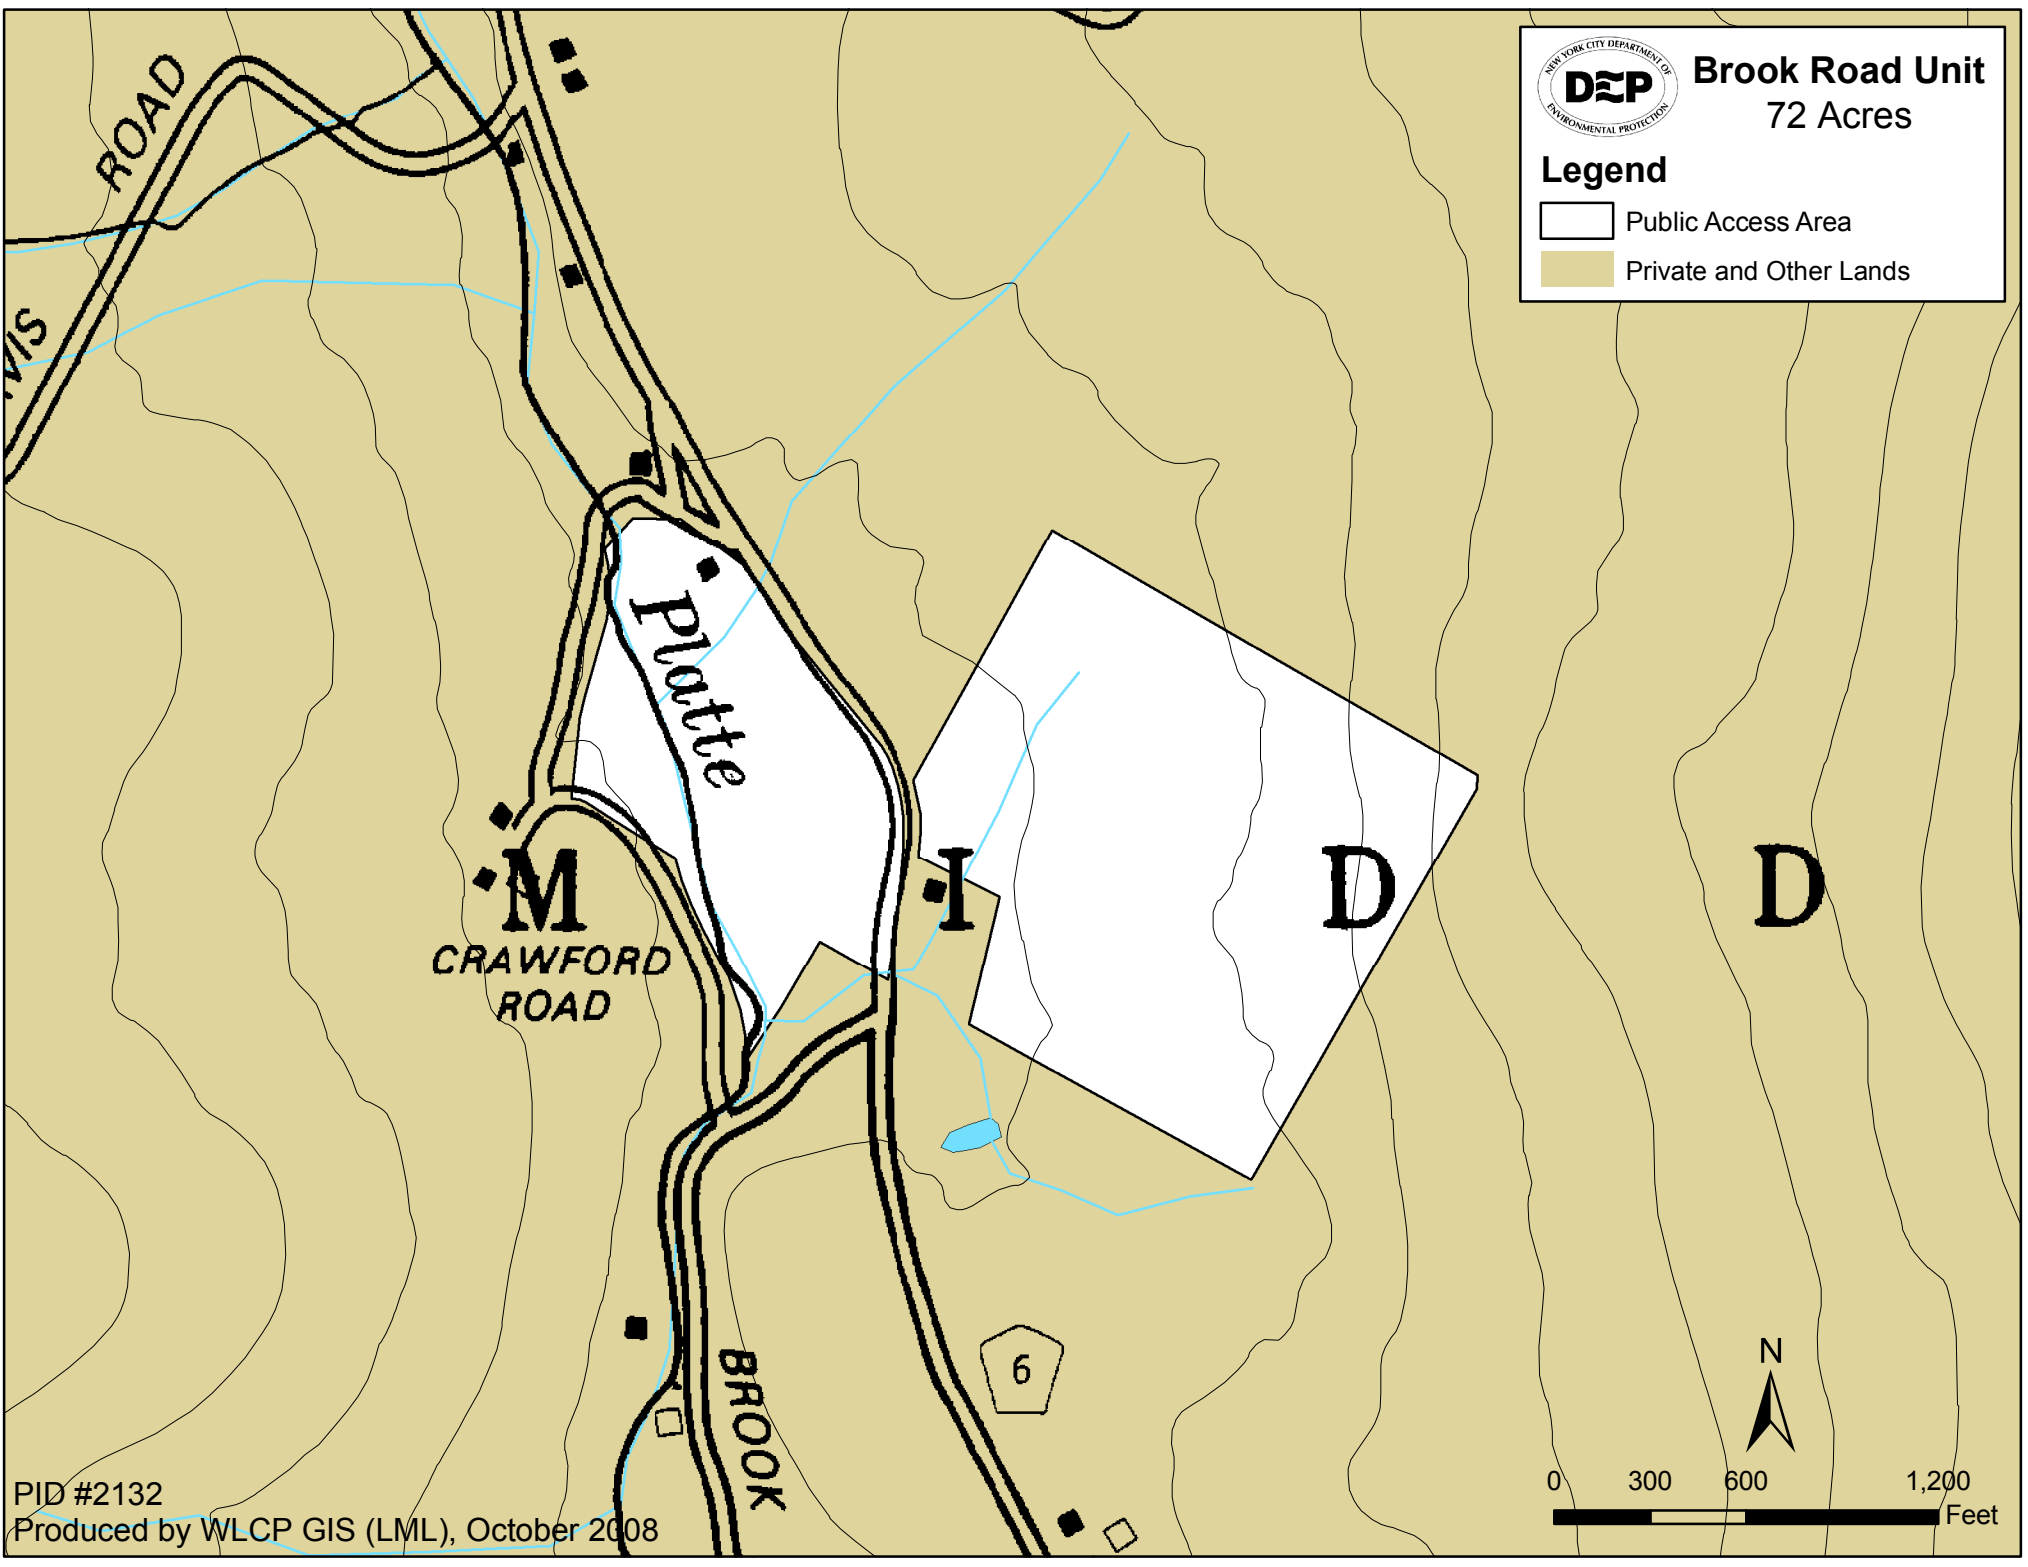 NEW YORK CITY DEPARTMENT OF
DEP
ENVIRONMENTAL PROTECTION
Brook Road Unit
72 Acres
Legend
Public Access Area
Private and Other Lands
ROAD
Platte
M I D D
CRAWFORD
ROAD
6
BROOK
N
0 300 600 1,200
Feet
PID #2132
Produced by WLCP GIS (LML), October 2008